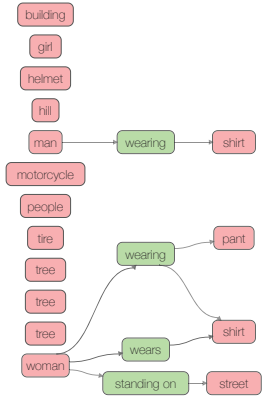 building
girl
helmet
hill
man wearing shirt
motorcycle
people
tire
wearing pant
tree
tree
tree
shirt
wears
woman
standing on street